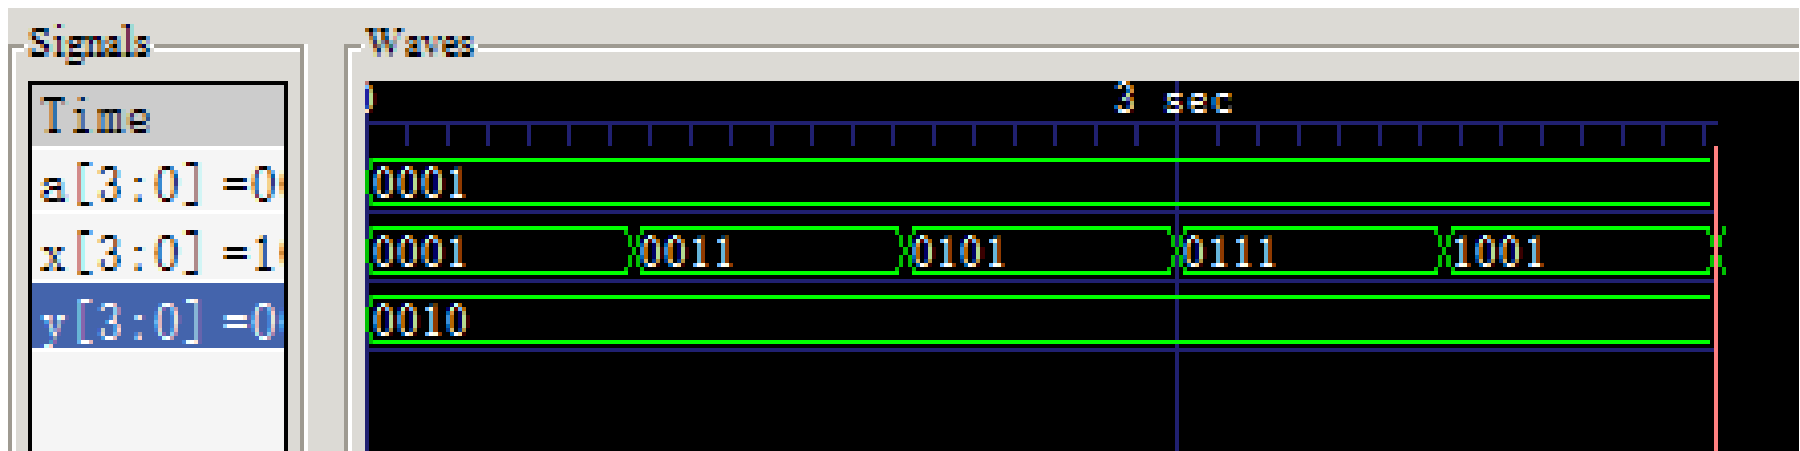 Signals
Waves
Time
3 sec
a[3:0] =0
0001
x[3:0] =1
0001 0011 0101 0111 1001
y[3:0] =0
0010